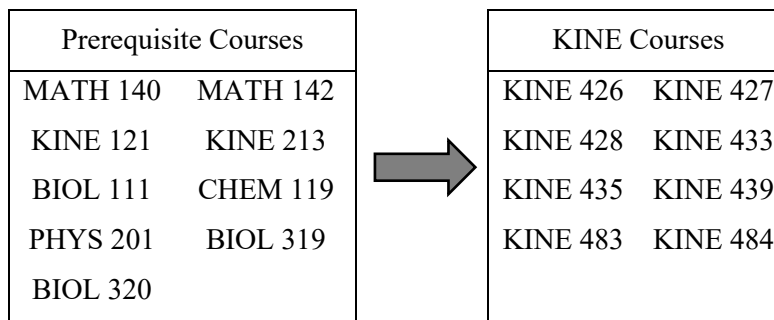 Prerequisite Courses
MATH 140 MATH 142
KINE 121 KINE 213
BIOL 111 CHEM 119
PHYS 201 BIOL 319
BIOL 320
KINE Courses
KINE 426 KINE 427
KINE 428 KINE 433
KINE 435 KINE 439
KINE 483 KINE 484